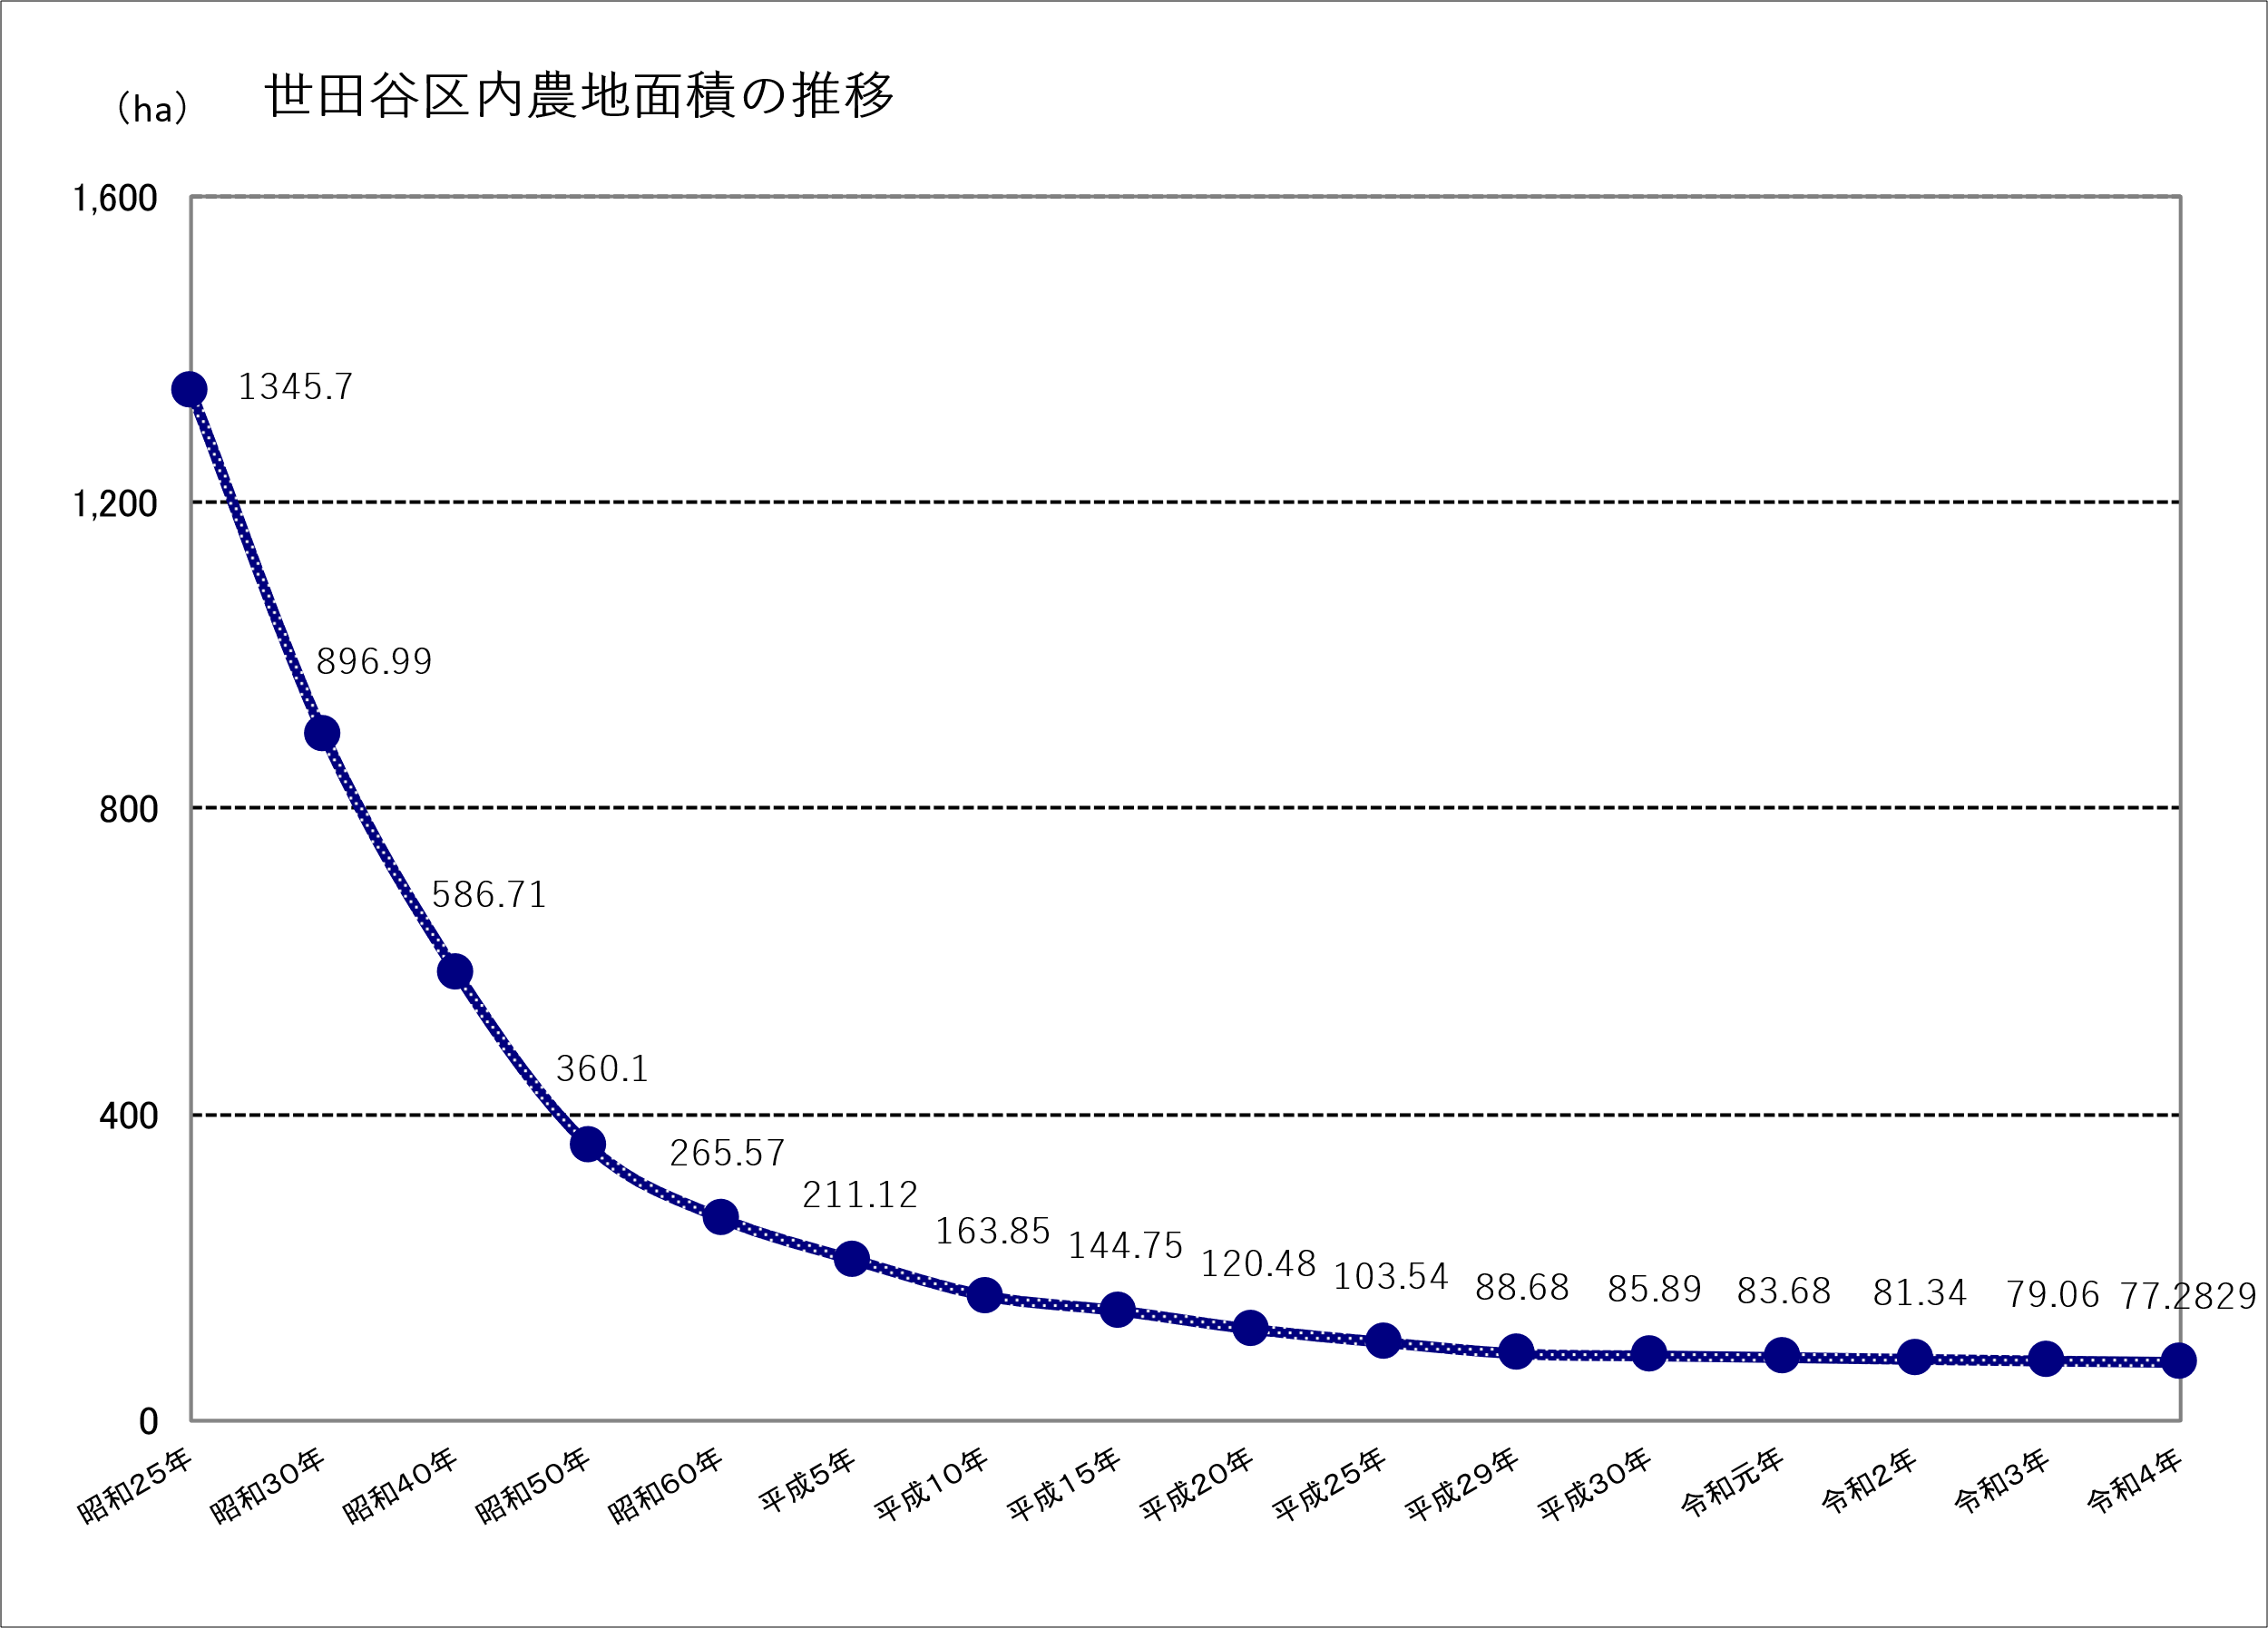 （ha）
世田谷区内農地面積の推移
1,600
1,200
800
400
0
1345.7
896.99
586.71
360.1
265.57
211.12
163.85
144.75
120.48
103.54
88.68
85.89
83.68
81.34
79.06
77.2829
昭和25年
昭和30年
昭和40年
昭和50年
昭和60年
平成5年
平成10年
平成15年
平成20年
平成25年
平成29年
平成30年
令和元年
令和2年
令和3年
令和4年